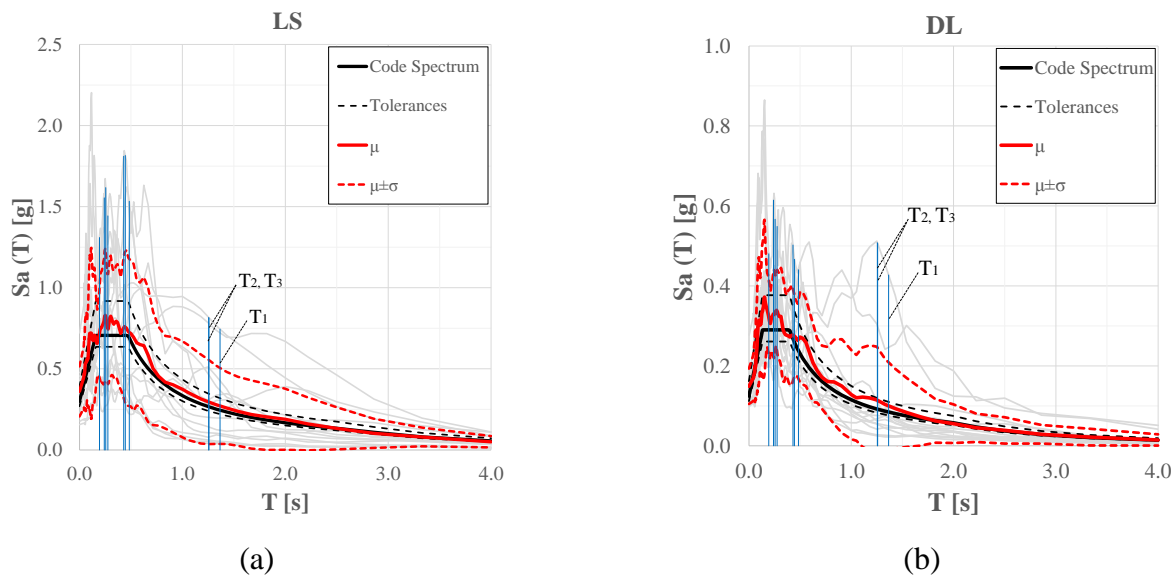 LS
2.5
2.0
1.5
1.0
0.5
0.0
Sa (T) [g]
Code Spectrum
Tolerances
μ
μ±σ
T2, T3
T1
0.0 1.0 2.0 3.0 4.0
T [s]
(a)
DL
1.0
0.8
0.6
0.4
0.2
0.0
Sa (T) [g]
Code Spectrum
Tolerances
μ
μ±σ
T2, T3
T1
0.0 1.0 2.0 3.0 4.0
T [s]
(b)